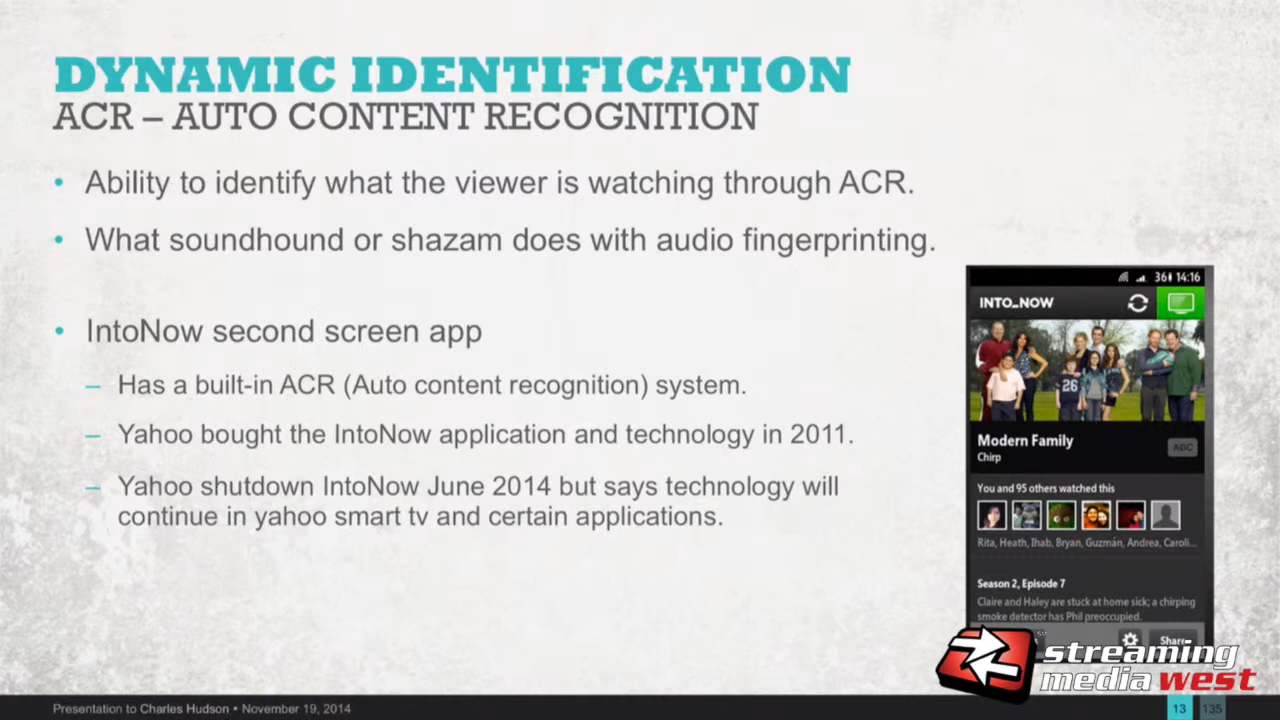 DYNAMIC IDENTIFICATION
ACR – AUTO CONTENT RECOGNITION
• Ability to identify what the viewer is watching through ACR.
• What soundhound or shazam does with audio fingerprinting.
• IntoNow second screen app
– Has a built-in ACR (Auto content recognition) system.
– Yahoo bought the IntoNow application and technology in 2011.
– Yahoo shutdown IntoNow June 2014 but says technology will
continue in yahoo smart tv and certain applications.
36 14:16
INTO_NOW
26
Modern Family
ABC
Chirp
You and 95 others watched this
Rita, Heath, Ihab, Bryan, Guzmán, Andrea, Caroli...
Season 2, Episode 7
Claire and Haley are stuck at home sick; a chirping
smoke detector has Phil preoccupied.
Share
streaming
media west
Presentation to Charles Hudson • November 19, 2014
13 135